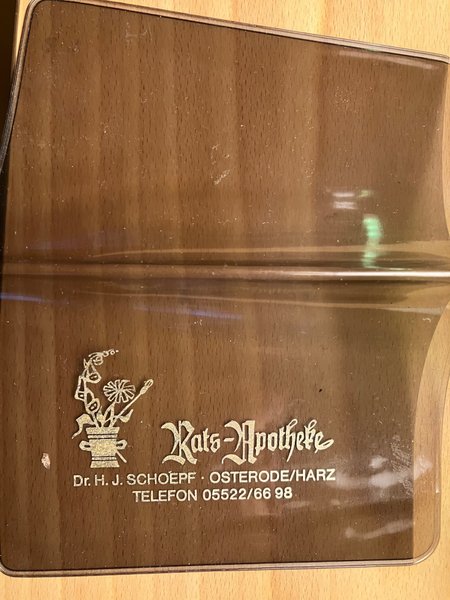 Rats-Apotheke
Dr. H. J. SCHOEPF · OSTERODE/HARZ
TELEFON 05522/66 98